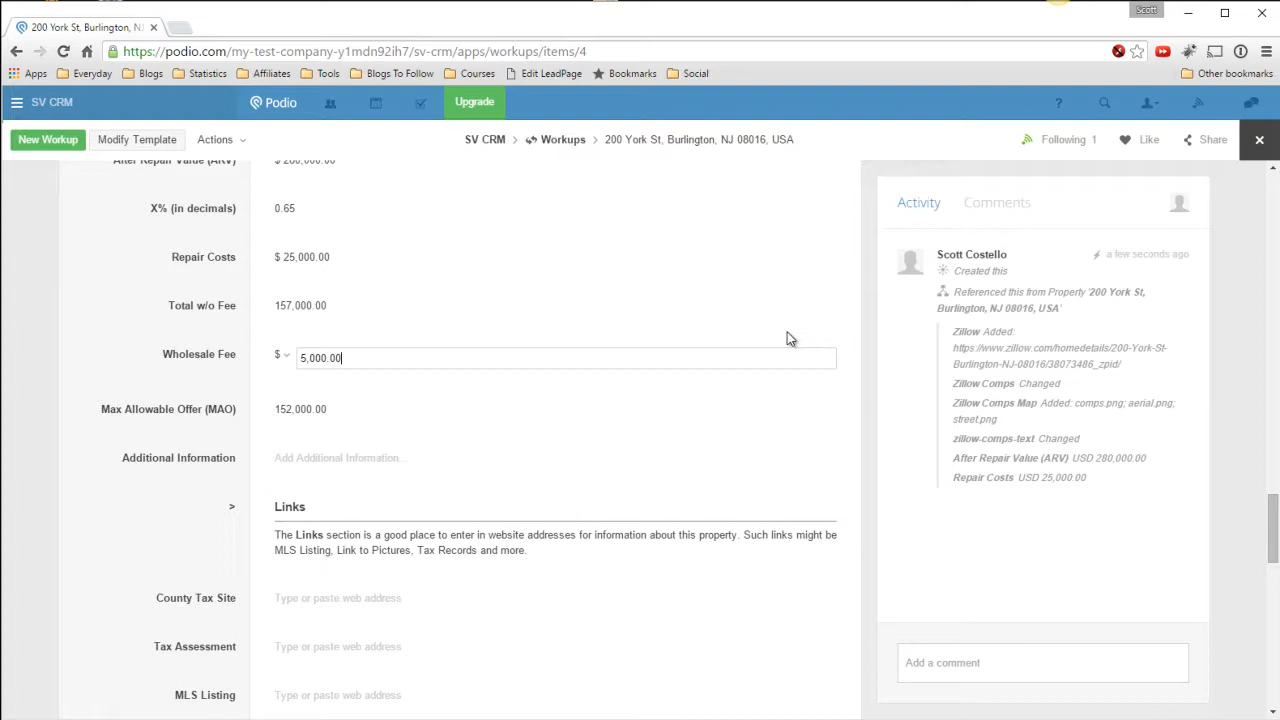 Scott
200 York St, Burlington, NJ
https://podio.com/my-test-company-y1mdn92ih7/sv-crm/apps/workups/items/4
Apps Everyday Blogs Statistics Affiliates Tools Blogs To Follow Courses Edit LeadPage Bookmarks Social Other bookmarks
SV CRM Podio Upgrade ?
New Workup Modify Template Actions SV CRM > Workups > 200 York St, Burlington, NJ 08016, USA Following 1 Like Share
After Repair Value (ARV) $ 280,000.00
X% (in decimals) 0.65
Repair Costs $ 25,000.00
Total w/o Fee 157,000.00
Wholesale Fee $ 5,000.00
Max Allowable Offer (MAO) 152,000.00
Additional Information Add Additional Information...
> Links
The Links section is a good place to enter in website addresses for information about this property. Such links might be
MLS Listing, Link to Pictures, Tax Records and more.
County Tax Site Type or paste web address
Tax Assessment Type or paste web address
MLS Listing Type or paste web address
Activity Comments
Scott Costello a few seconds ago
Created this
Referenced this from Property '200 York St,
Burlington, NJ 08016, USA'
Zillow Added:
https://www.zillow.com/homedetails/200-York-St-
Burlington-NJ-08016/38073486_zpid/
Zillow Comps Changed
Zillow Comps Map Added: comps.png; aerial.png;
street.png
zillow-comps-text Changed
After Repair Value (ARV) USD 280,000.00
Repair Costs USD 25,000.00
Add a comment